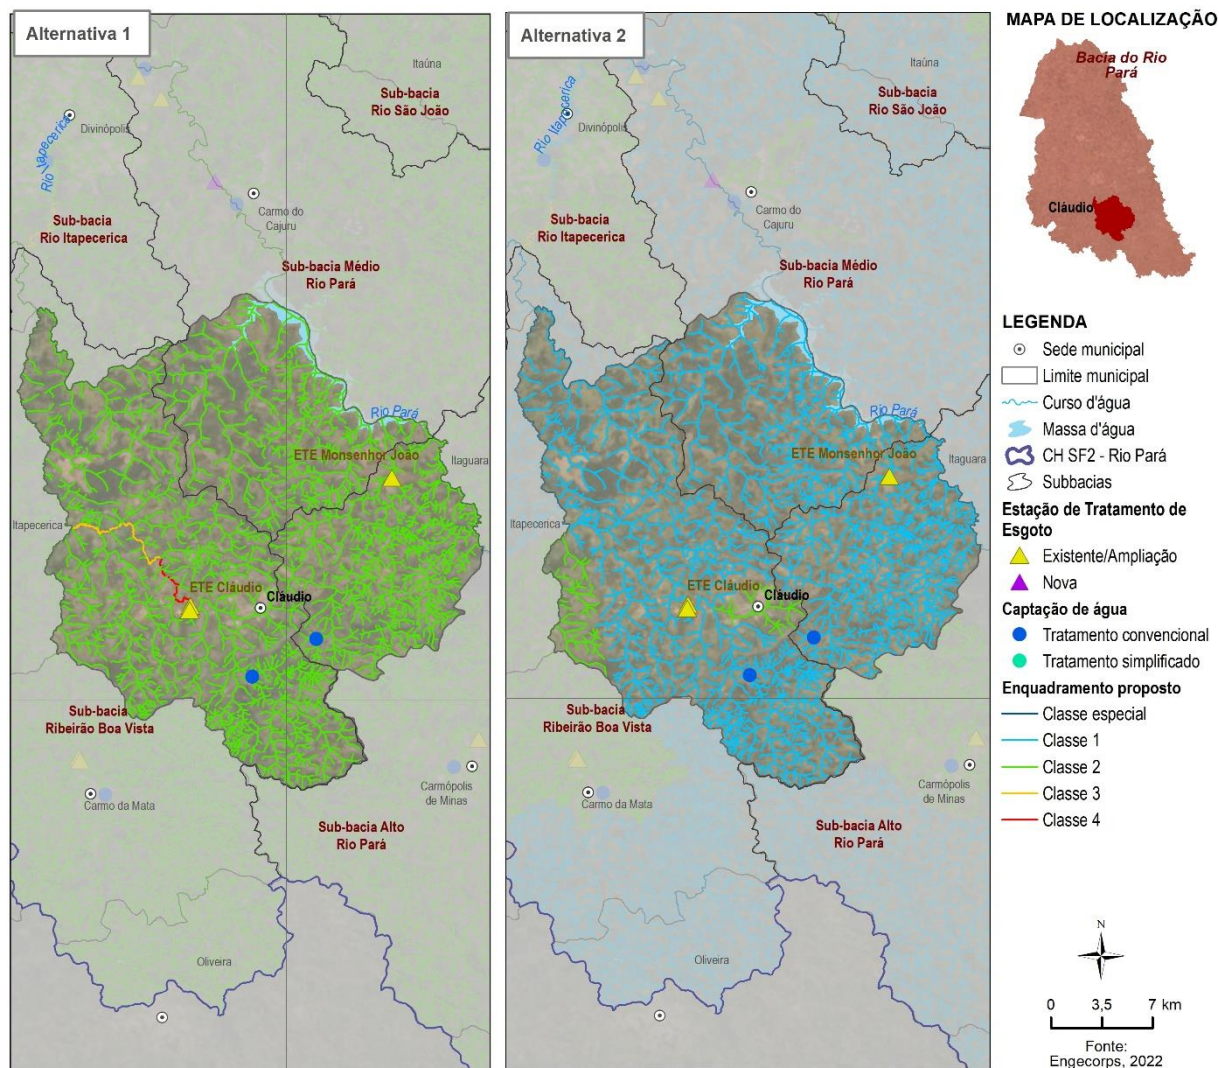 Alternativa 1
Itaúna
Sub-bacia
Rio São João
Divinópolis
Rio Itapecerica
Carmo do
Cajuru
Sub-bacia
Rio Itapecerica
Sub-bacia Médio
Rio Pará
Rio Pará
ETE Monsenhor João
Itaguara
Itapecerica
ETE Cláudio
Cláudio
Sub-bacia
Ribeirão Boa Vista
Carmo da Mata
Carmópolis
de Minas
Sub-bacia Alto
Rio Pará
Oliveira
Alternativa 2
Itaúna
Sub-bacia
Rio São João
Divinópolis
Rio Itapecerica
Carmo do
Cajuru
Sub-bacia
Rio Itapecerica
Sub-bacia Médio
Rio Pará
Rio Pará
ETE Monsenhor João
Itaguara
Itapecerica
ETE Cláudio
Cláudio
Sub-bacia
Ribeirão Boa Vista
Carmo da Mata
Carmópolis
de Minas
Sub-bacia Alto
Rio Pará
Oliveira
MAPA DE LOCALIZAÇÃO
Bacia do Rio
Pará
Cláudio
LEGENDA
Sede municipal
Limite municipal
Curso d'água
Massa d'água
CH SF2 - Rio Pará
Subbacias
Estação de Tratamento de
Esgoto
Existente/Ampliação
Nova
Captação de água
Tratamento convencional
Tratamento simplificado
Enquadramento proposto
Classe especial
Classe 1
Classe 2
Classe 3
Classe 4
N
0 3,5 7 km
Fonte:
Engecorps, 2022